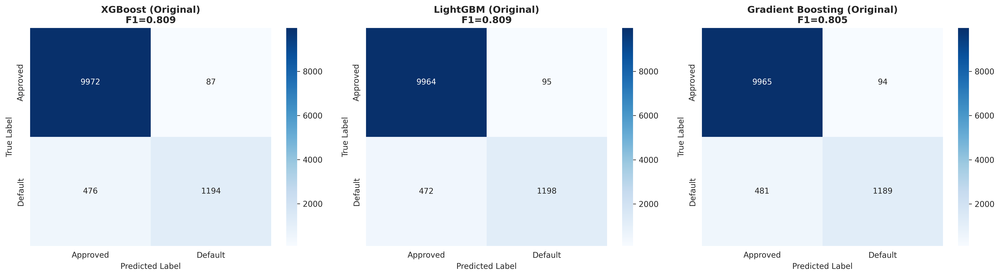 XGBoost (Original)
F1=0.809
Approved
Default
True Label
9972
87
476
1194
Approved
Default
Predicted Label
8000
6000
4000
2000
LightGBM (Original)
F1=0.809
Approved
Default
True Label
9964
95
472
1198
Approved
Default
Predicted Label
8000
6000
4000
2000
Gradient Boosting (Original)
F1=0.805
Approved
Default
True Label
9965
94
481
1189
Approved
Default
Predicted Label
8000
6000
4000
2000